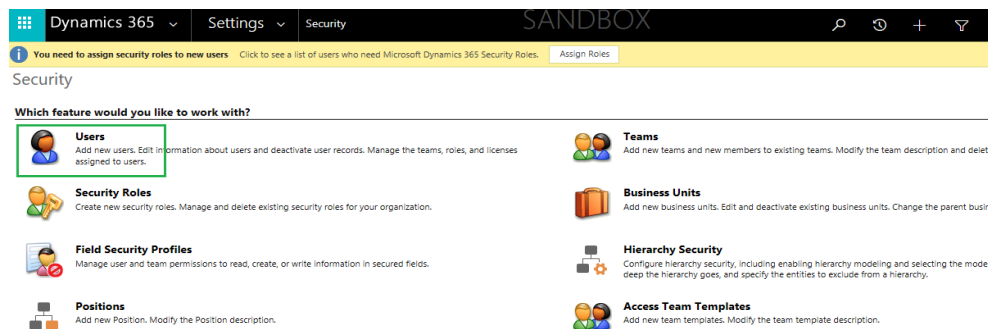 Dynamics 365
Settings
Security
SANDBOX
You need to assign security roles to new users Click to see a list of users who need Microsoft Dynamics 365 Security Roles. Assign Roles
Security
Which feature would you like to work with?
Users
Add new users. Edit information about users and deactivate user records. Manage the teams, roles, and licenses
assigned to users.
Teams
Add new teams and new members to existing teams. Modify the team description and delet
Security Roles
Create new security roles. Manage and delete existing security roles for your organization.
Business Units
Add new business units. Edit and deactivate existing business units. Change the parent busin
Field Security Profiles
Manage user and team permissions to read, create, or write information in secured fields.
Hierarchy Security
Configure hierarchy security, including enabling hierarchy modeling and selecting the mode
deep the hierarchy goes, and specify the entities to exclude from a hierarchy.
Positions
Add new Position. Modify the Position description.
Access Team Templates
Add new team templates. Modify the team template description.